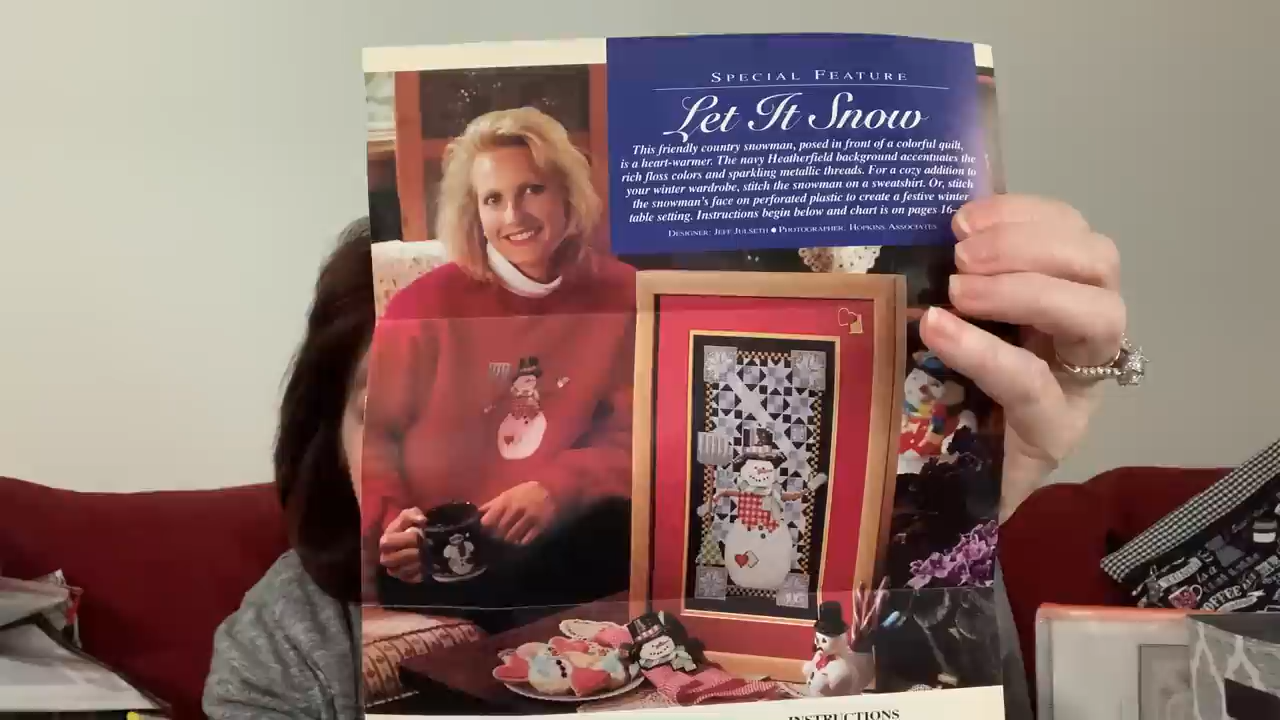 SPECIAL FEATURE
Let It Snow
This friendly country snowman, posed in front of a colorful quilt,
is a heart-warmer. The navy Heatherfield background accentuates the
rich floss colors and sparkling metallic threads. For a cozy addition to
your winter wardrobe, stitch the snowman on a sweatshirt. Or, stitch
the snowman's face on perforated plastic to create a festive winter
table setting. Instructions begin below and chart is on pages 16-
DESIGNER: JEFF JULSETH ● PHOTOGRAPHER: HOPKINS ASSOCIATES
INSTRUCTIONS
COFFEE